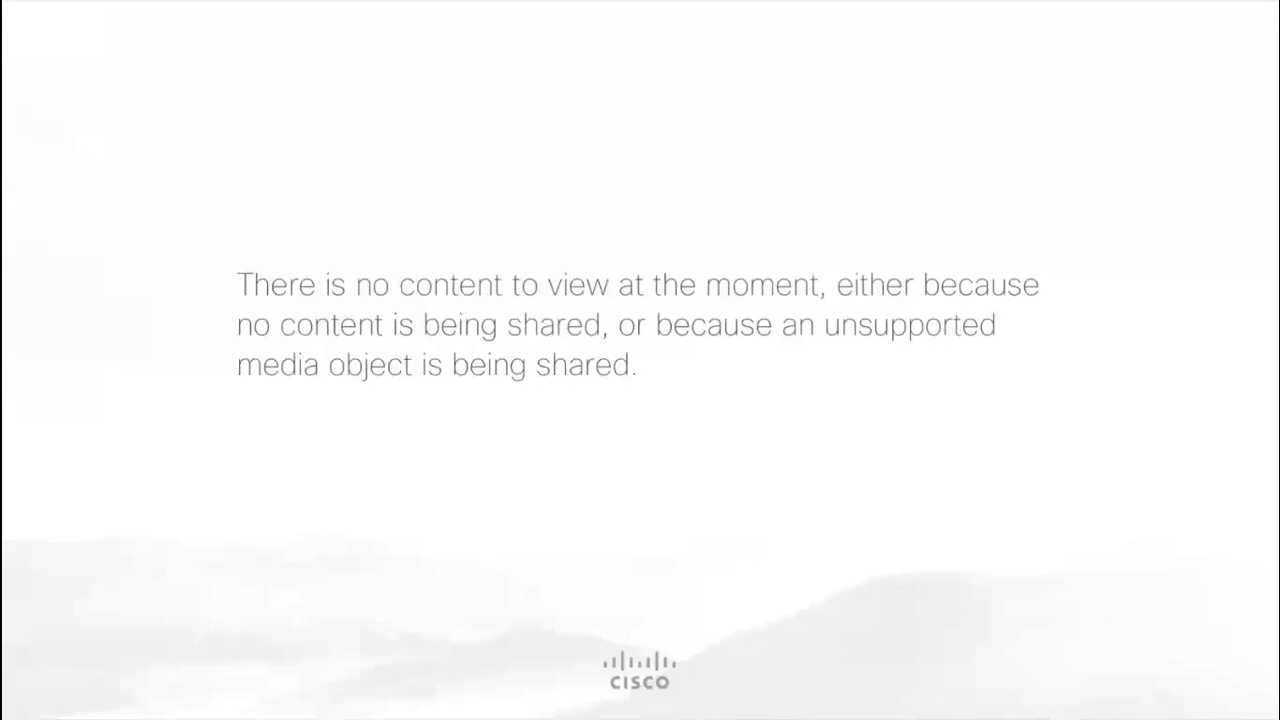 There is no content to view at the moment, either because
no content is being shared, or because an unsupported
media object is being shared.
CISCO